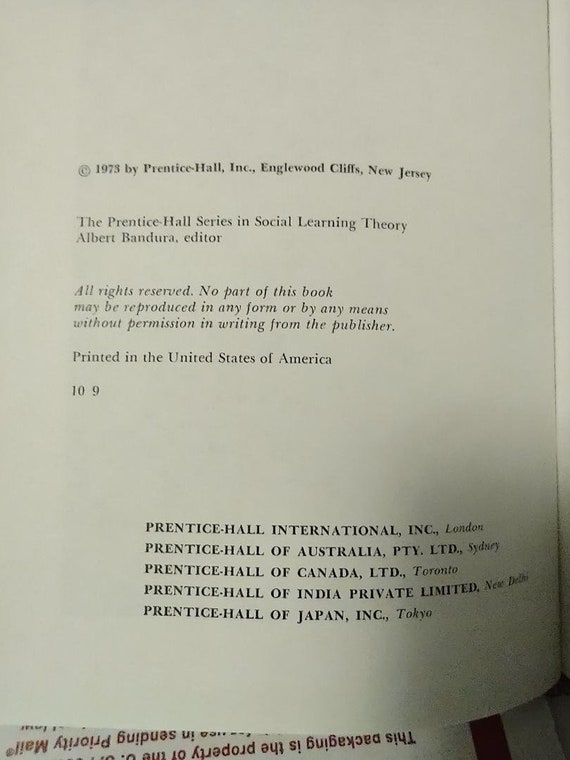 © 1973 by Prentice-Hall, Inc., Englewood Cliffs, New Jersey
The Prentice-Hall Series in Social Learning Theory
Albert Bandura, editor
All rights reserved. No part of this book
may be reproduced in any form or by any means
without permission in writing from the publisher.
Printed in the United States of America
10 9
PRENTICE-HALL INTERNATIONAL, INC., London
PRENTICE-HALL OF AUSTRALIA, PTY. LTD., Sydney
PRENTICE-HALL OF CANADA, LTD., Toronto
PRENTICE-HALL OF INDIA PRIVATE LIMITED, New Delhi
PRENTICE-HALL OF JAPAN, INC., Tokyo
This packaging is the property of the U.
use in sending Priority Mail®
law